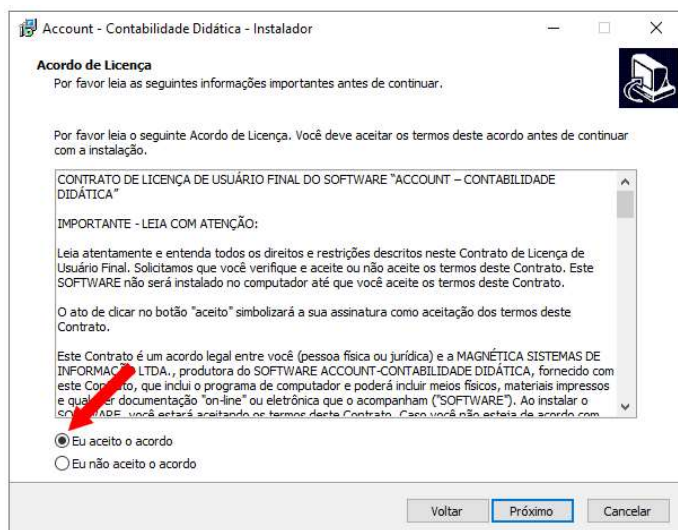 Account - Contabilidade Didática - Instalador
Acordo de Licença
Por favor leia as seguintes informações importantes antes de continuar.
Por favor leia o seguinte Acordo de Licença. Você deve aceitar os termos deste acordo antes de continuar
com a instalação.
CONTRATO DE LICENÇA DE USUÁRIO FINAL DO SOFTWARE "ACCOUNT – CONTABILIDADE
DIDÁTICA"
IMPORTANTE - LEIA COM ATENÇÃO:
Leia atentamente e entenda todos os direitos e restrições descritos neste Contrato de Licença de
Usuário Final. Solicitamos que você verifique e aceite ou não aceite os termos deste Contrato. Este
SOFTWARE não será instalado no computador até que você aceite os termos deste Contrato.
O ato de clicar no botão "aceito" simbolizará a sua assinatura como aceitação dos termos deste
Contrato.
Este Contrato é um acordo legal entre você (pessoa física ou jurídica) e a MAGNÉTICA SISTEMAS DE
INFORMAÇÃO LTDA., produtora do SOFTWARE ACCOUNT-CONTABILIDADE DIDÁTICA, fornecido com
este Contrato, que inclui o programa de computador e poderá incluir meios físicos, materiais impressos
e qualquer documentação "on-line" ou eletrônica que o acompanham ("SOFTWARE"). Ao instalar o
SOFTWARE, você estará aceitando os termos deste Contrato. Caso você não esteja de acordo com
Eu aceito o acordo
Eu não aceito o acordo
Voltar
Próximo
Cancelar